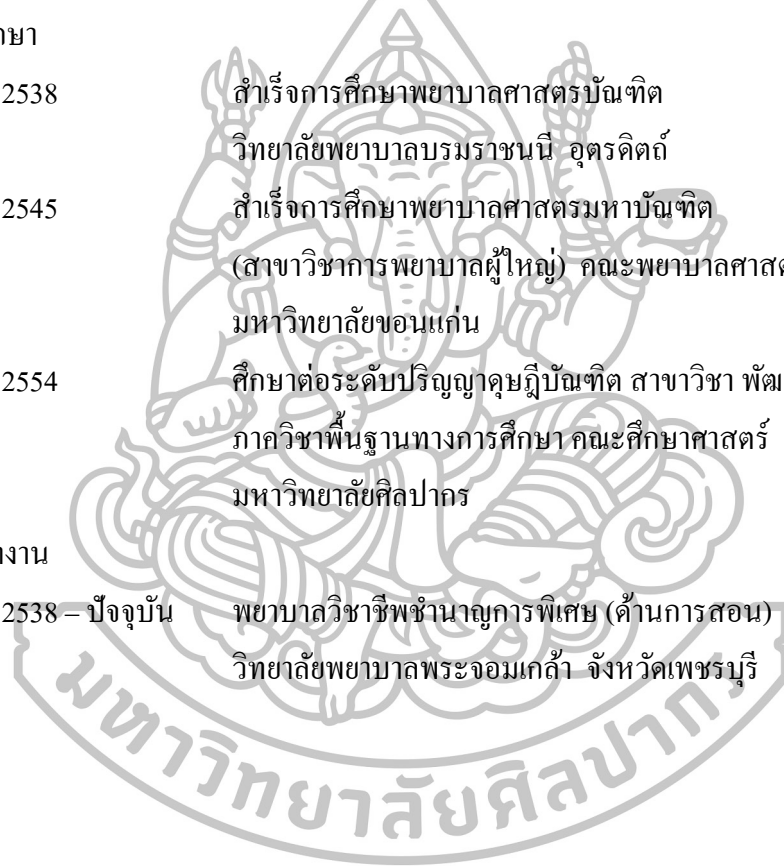 กษา
2538 สำเร็จการศึกษาพยาบาลศาสตรบัณฑิต
วิทยาลัยพยาบาลบรมราชชนนี อุตรดิตถ์
2545 สำเร็จการศึกษาพยาบาลศาสตรมหาบัณฑิต
(สาขาวิชาการพยาบาลผู้ใหญ่) คณะพยาบาลศาสต
มหาวิทยาลัยขอนแก่น
2554 ศึกษาต่อระดับปริญญาดุษฎีบัณฑิต สาขาวิชา พัฒ
ภาควิชาพื้นฐานทางการศึกษา คณะศึกษาศาสตร์
มหาวิทยาลัยศิลปากร
างาน
2538 – ปัจจุบัน พยาบาลวิชาชีพชำนาญการพิเศษ (ด้านการสอน)
วิทยาลัยพยาบาลพระจอมเกล้า จังหวัดเพชรบุรี
มหาวิทยาลัยศิลปากร